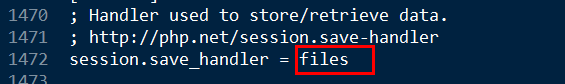 1470 ; Handler used to store/retrieve data.
1471 ; http://php.net/session.save-handler
1472 session.save_handler = files
1473